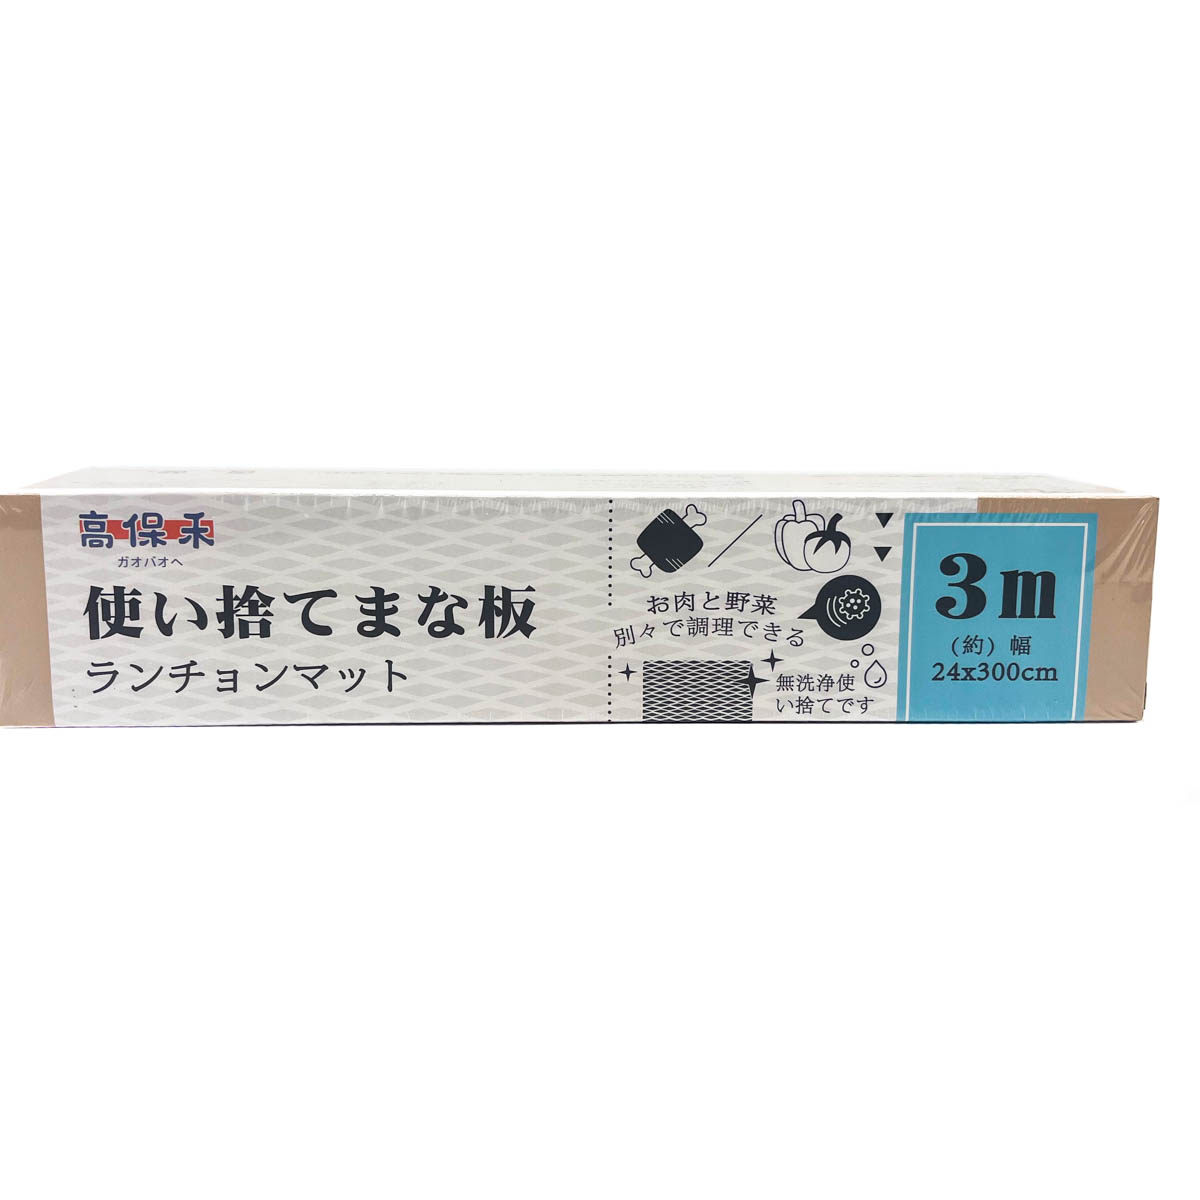 高保禾
ガオバオヘ
使い捨てまな板
ランチョンマット
お肉と野菜
別々で調理できる
無洗浄使
い捨てです
3m
（約）幅
24x300cm